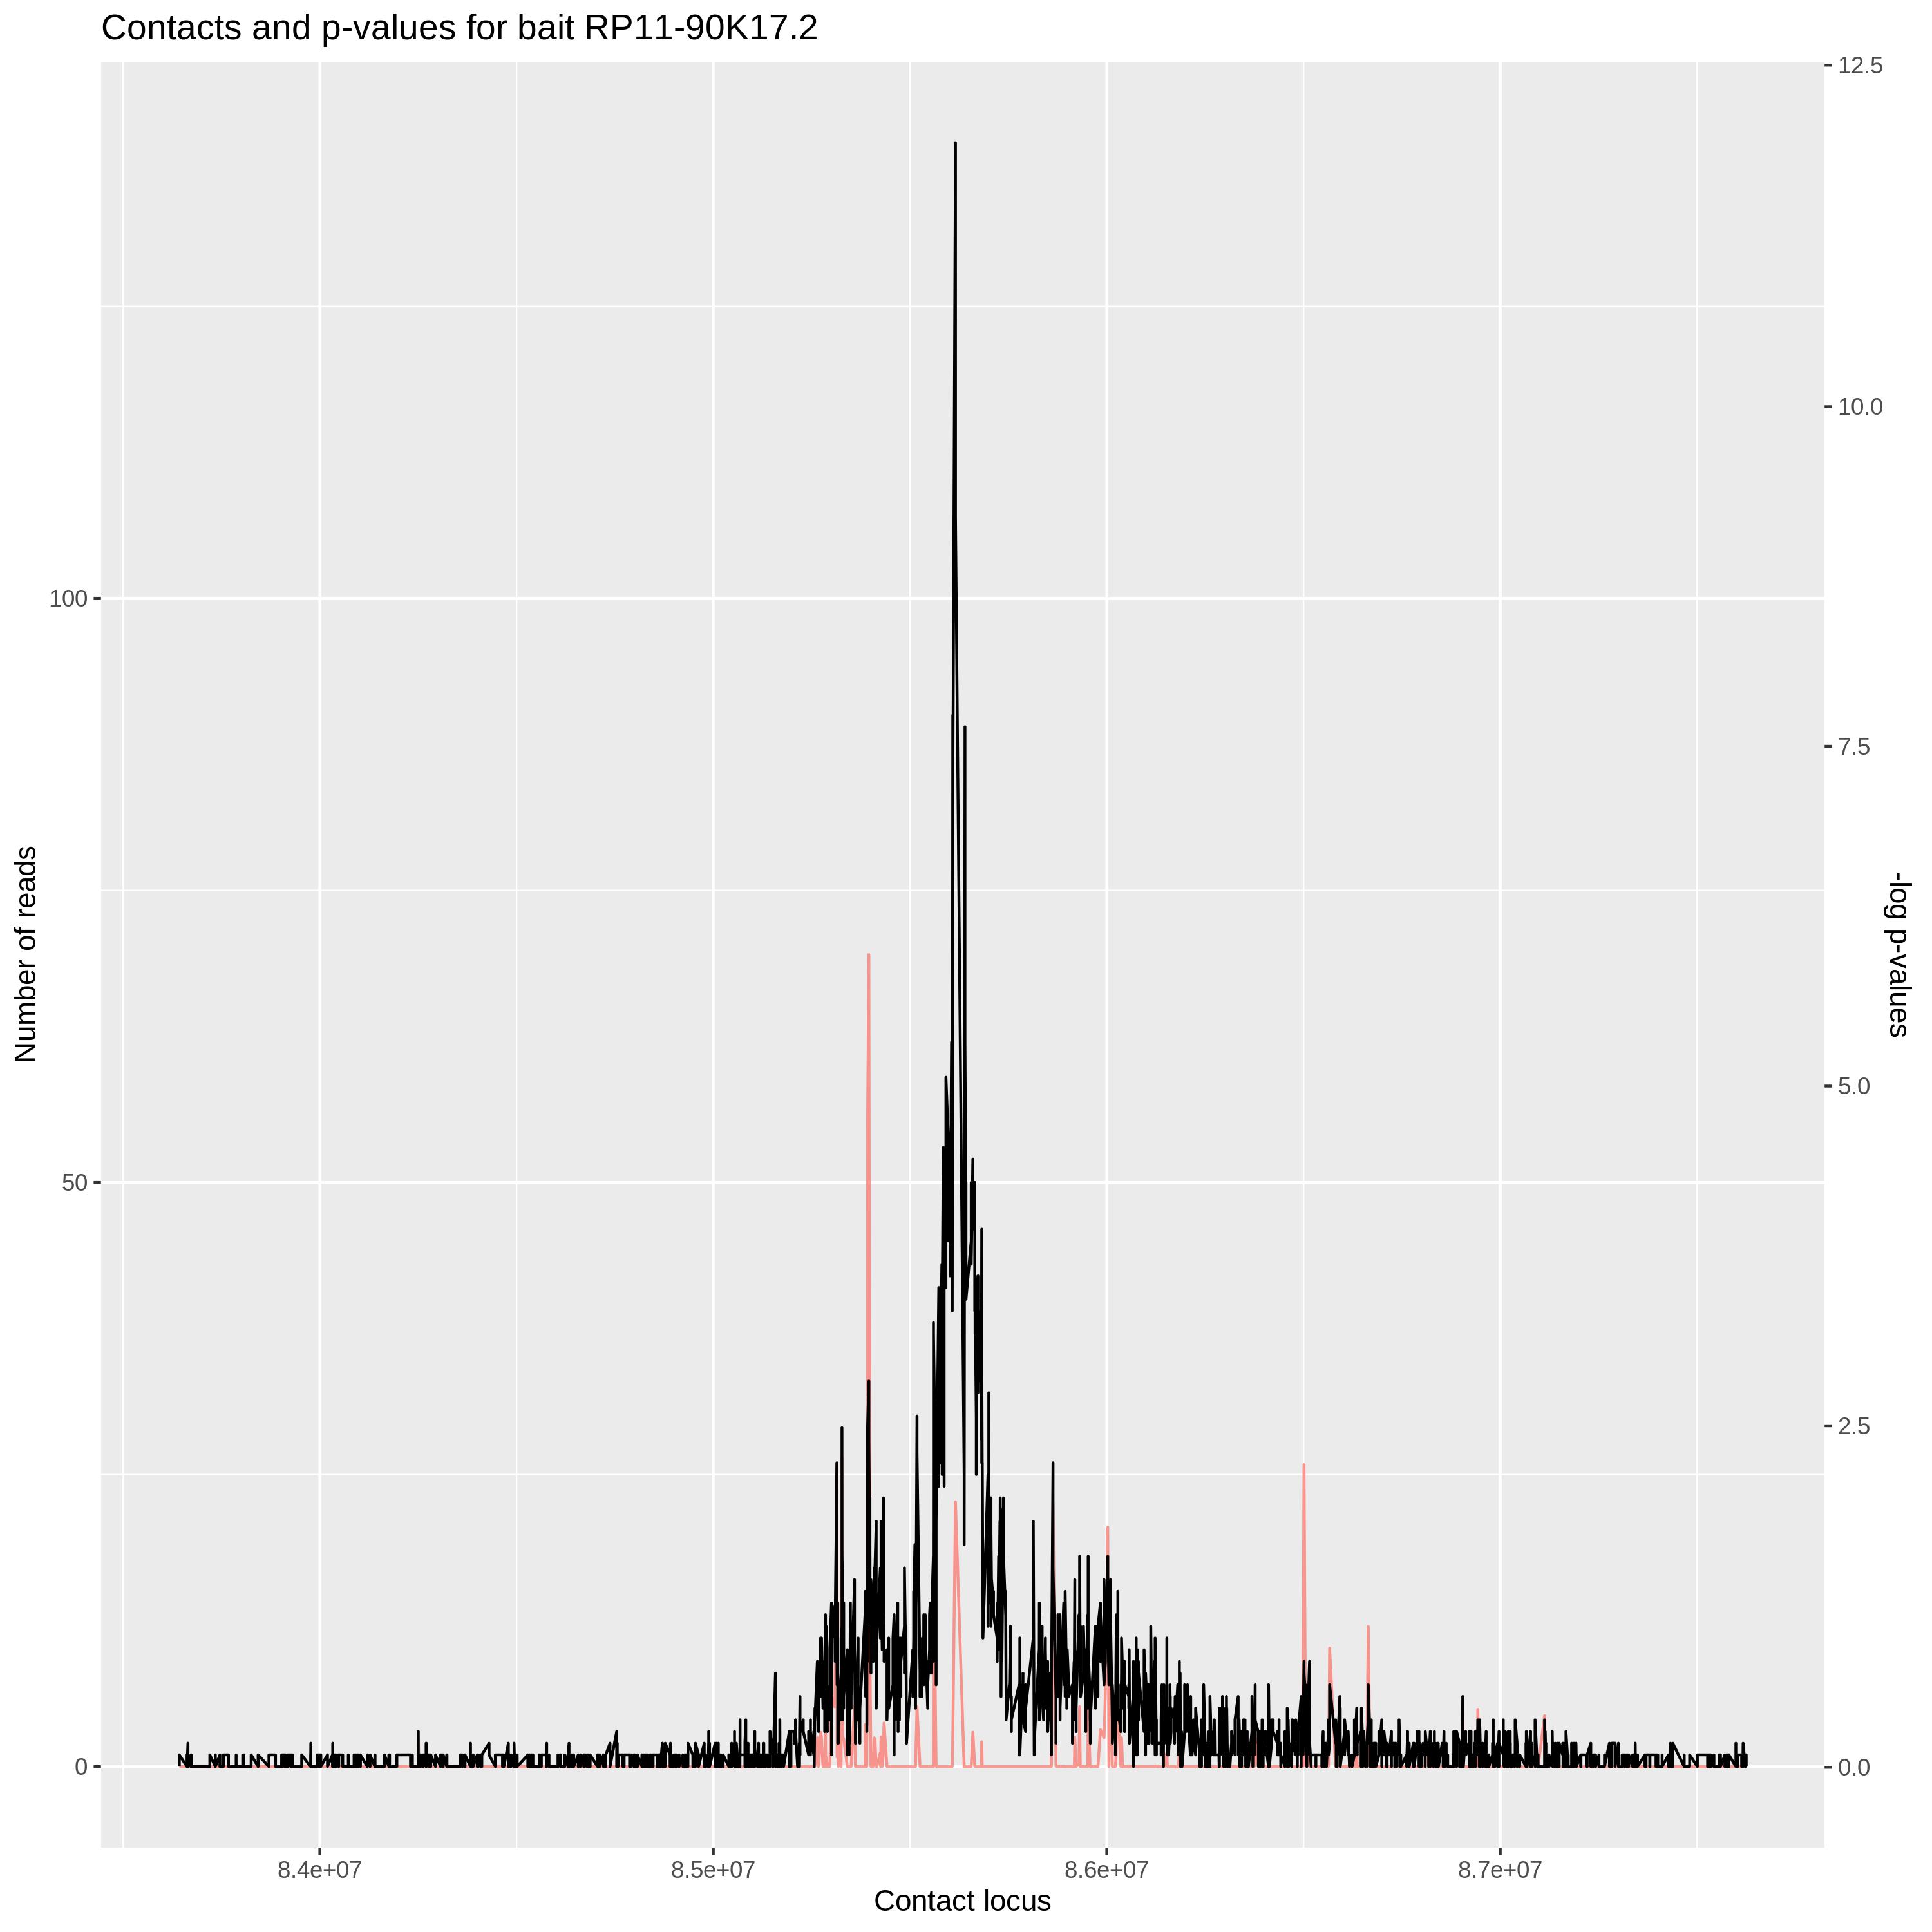 Contacts and p-values for bait RP11-90K17.2
12.5
10.0
100
7.5
Number of reads
-log p-values
5.0
50
2.5
0
0.0
8.4e+07
8.5e+07
8.6e+07
8.7e+07
Contact locus